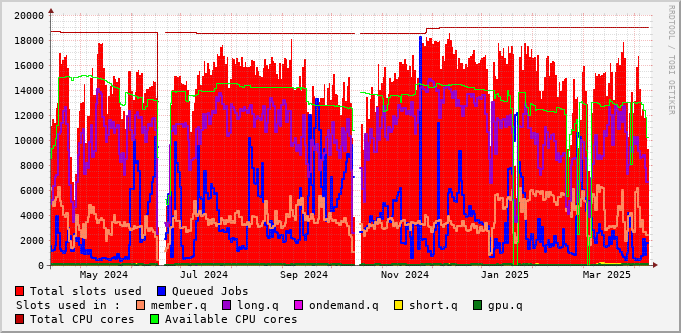 RRDTOOL / TOBI OETIKER
20000
18000
16000
14000
12000
10000
8000
6000
4000
2000
0
May 2024 Jul 2024 Sep 2024 Nov 2024 Jan 2025 Mar 2025
Total slots used Queued Jobs
Slots used in : member.q long.q ondemand.q short.q gpu.q
Total CPU cores Available CPU cores